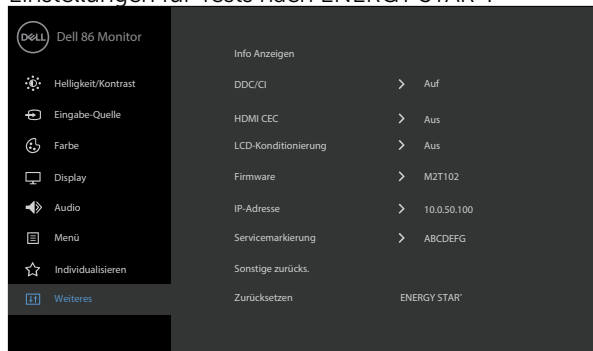 Einstellungen für Tests nach ENERGY STAR®:
DELL Dell 86 Monitor
Info Anzeigen
Helligkeit/Kontrast DDC/CI > Auf
Eingabe-Quelle HDMI CEC > Aus
Farbe LCD-Konditionierung > Aus
Display Firmware > M2T102
Audio IP-Adresse > 10.0.50.100
Menü Servicemarkierung > ABCDEFG
Individualisieren Sonstige zurücks.
Weiteres Zurücksetzen ENERGY STAR®